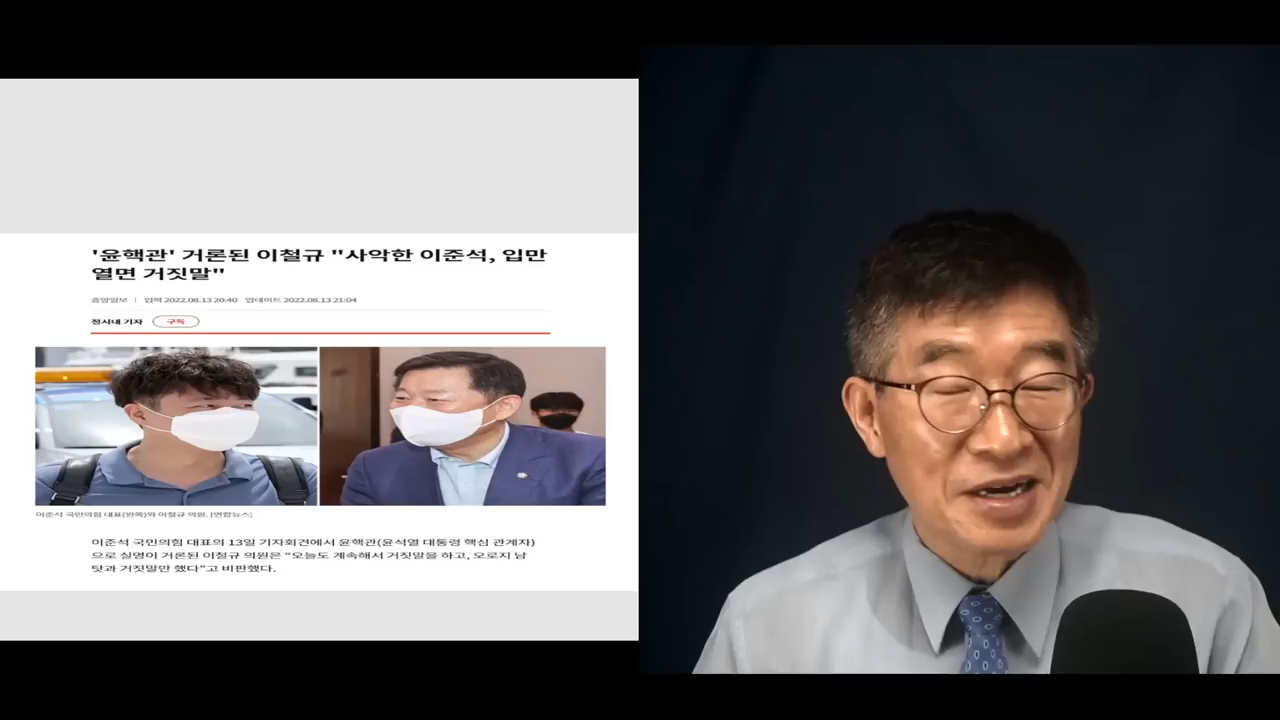 '윤핵관' 거론된 이철규 "사악한 이준석, 입만
열면 거짓말"
중앙일보 | 입력 2022.08.13 20:40 업데이트 2022.08.13 21:04
정시내 기자 구독
이준석 국민의힘 대표(왼쪽)와 이철규 의원. [연합뉴스]
이준석 국민의힘 대표의 13일 기자회견에서 윤핵관(윤석열 대통령 핵심 관계자)
으로 실명이 거론된 이철규 의원은 “오늘도 계속해서 거짓말을 하고, 오로지 남
탓과 거짓말만 했다”고 비판했다.